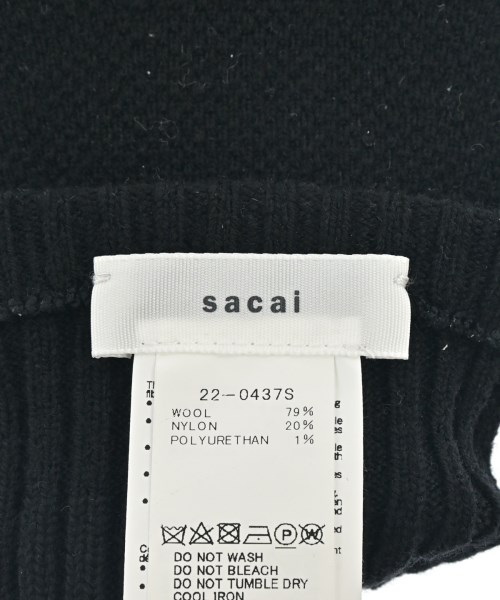 sacai
22-0437S
WOOL 79%
NYLON 20%
POLYURETHAN 1%
DO NOT WASH
DO NOT BLEACH
DO NOT TUMBLE DRY
COOL IRON